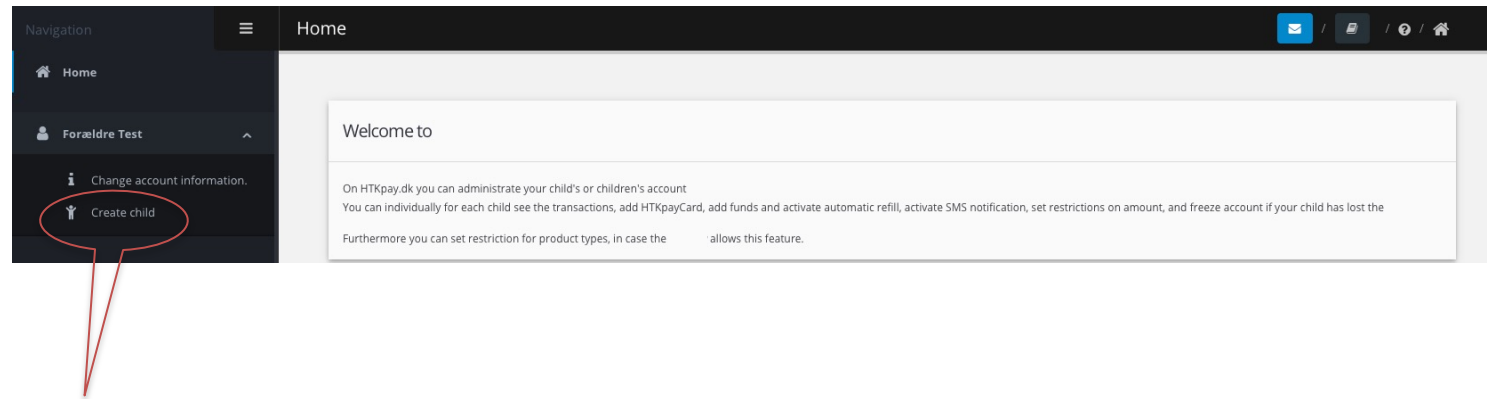 Navigation
Home
/ / /
Home
Forældre Test
Change account information.
Create child
Welcome to
On HTKpay.dk you can administrate your child's or children's account
You can individually for each child see the transactions, add HTKpayCard, add funds and activate automatic refill, activate SMS notification, set restrictions on amount, and freeze account if your child has lost the
Furthermore you can set restriction for product types, in case the allows this feature.